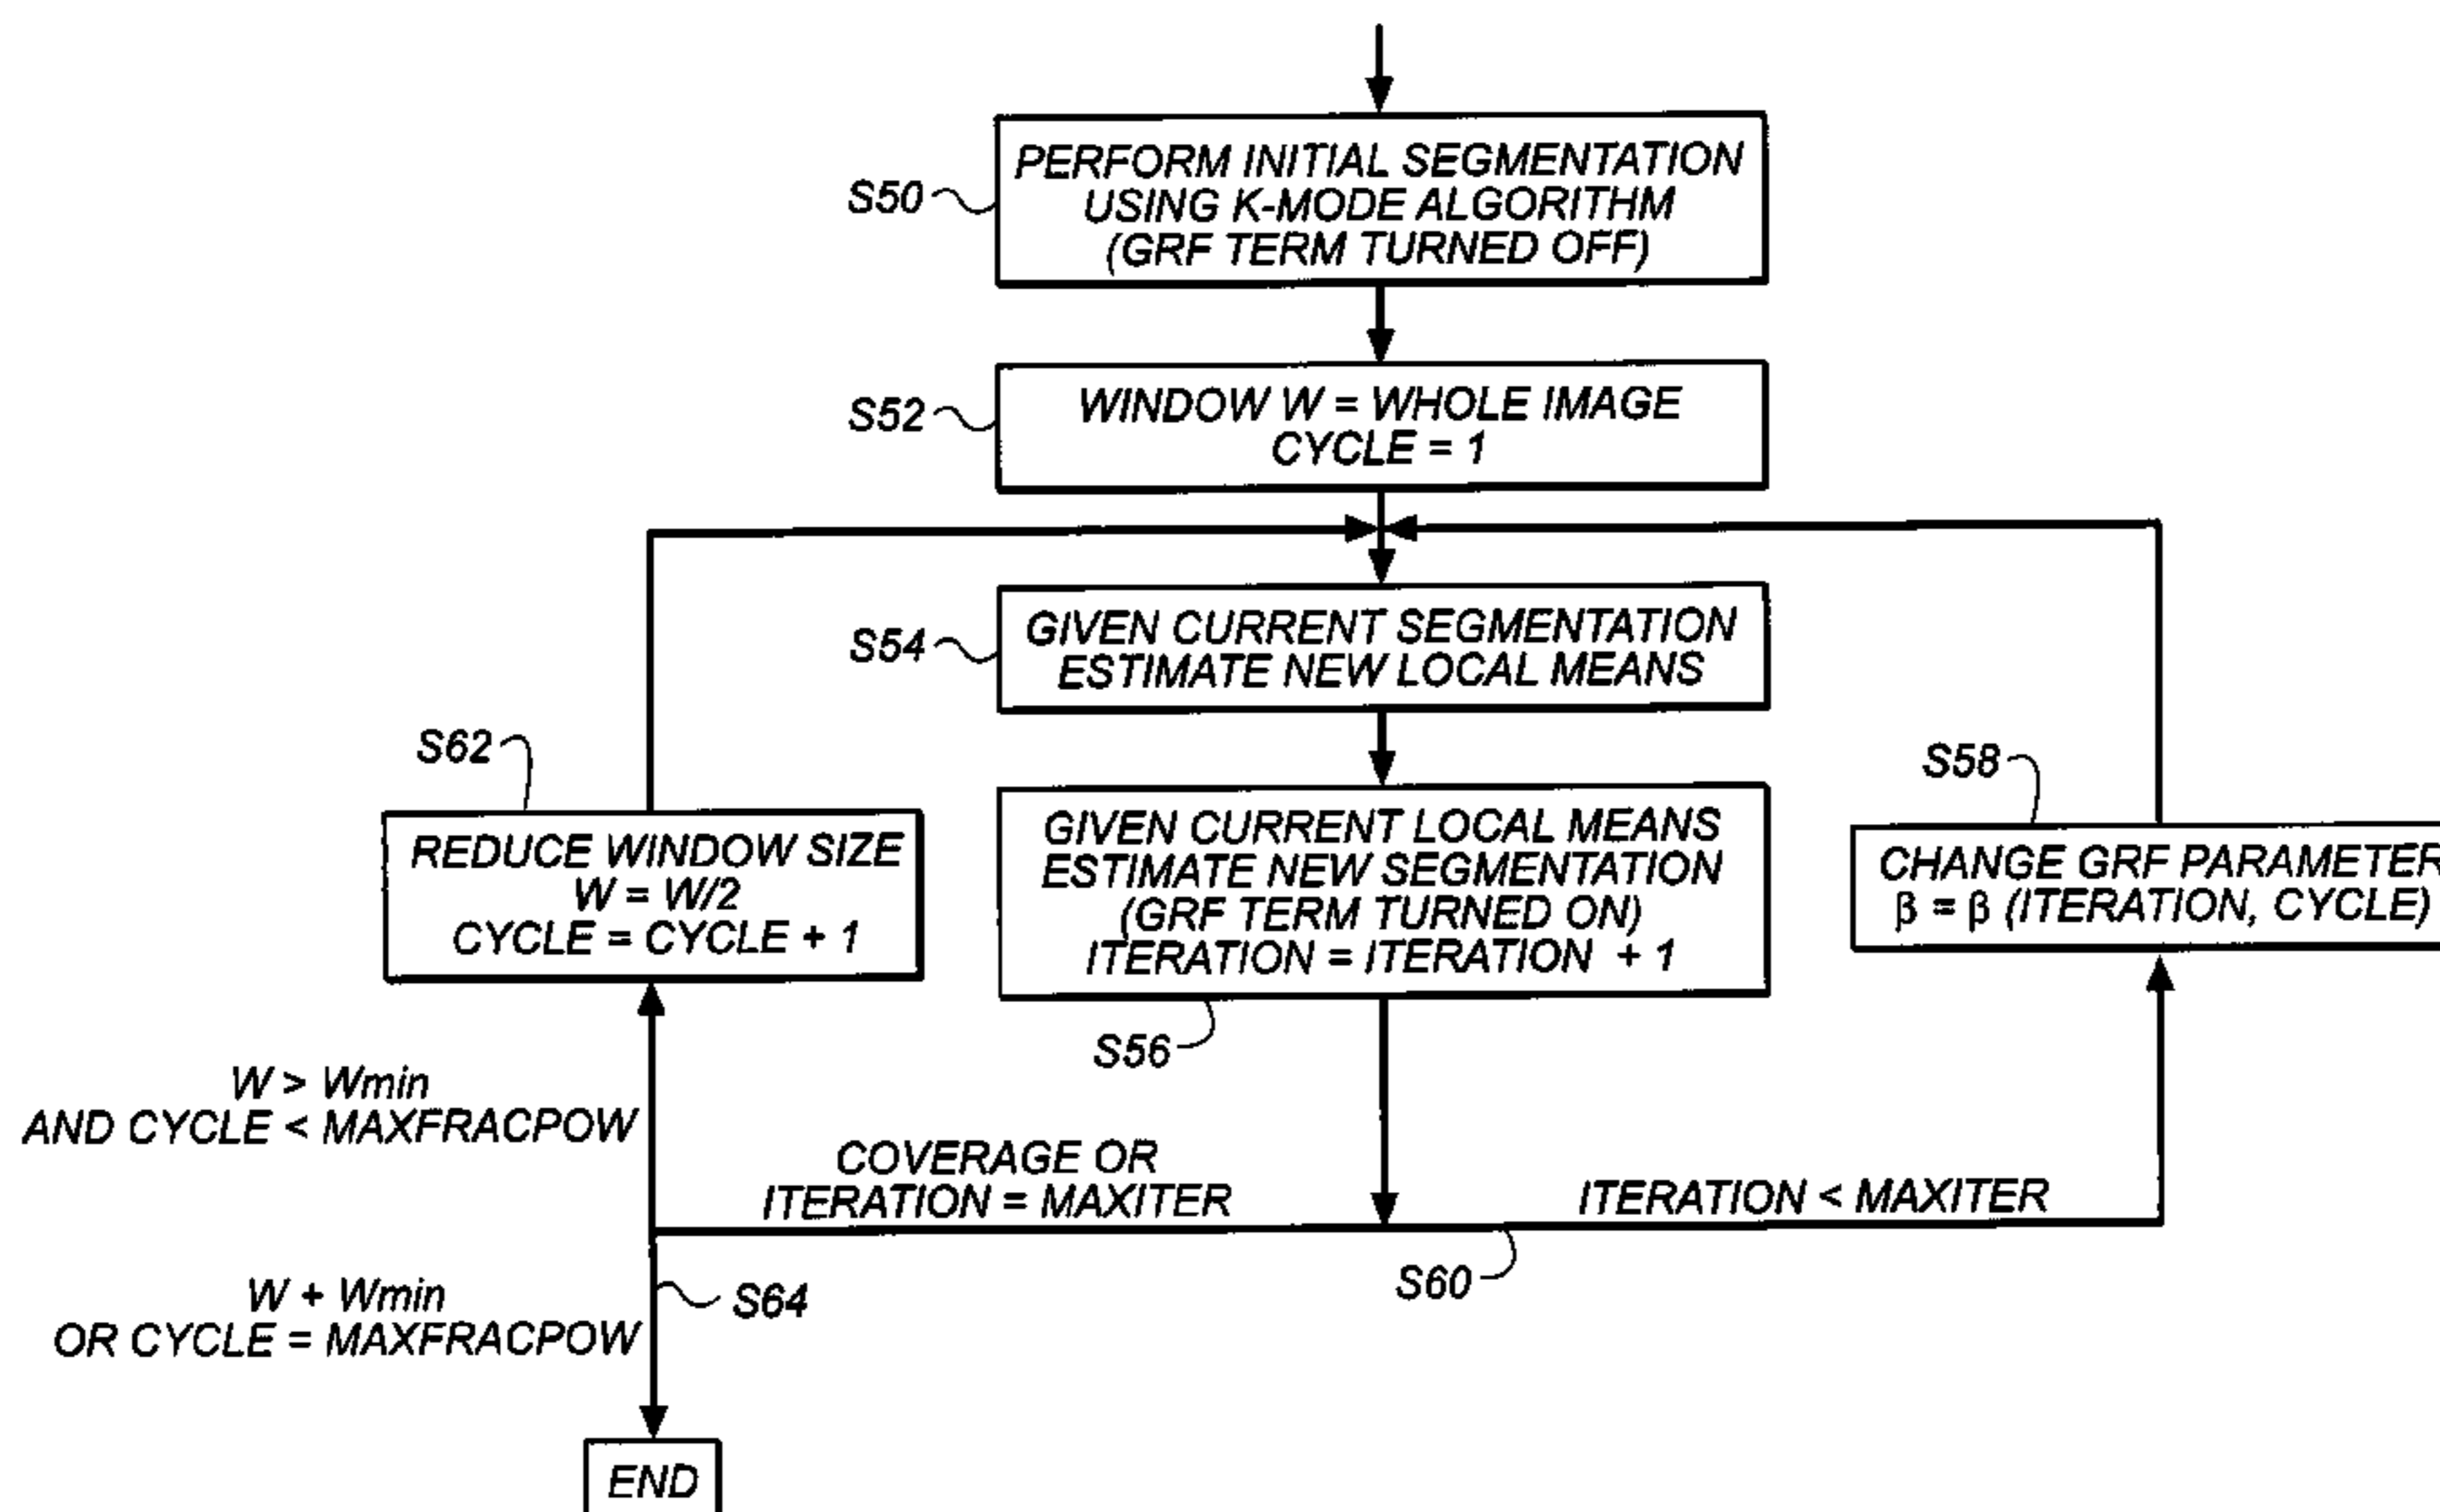 PERFORM INITIAL SEGMENTATION
USING K-MODE ALGORITHM
(GRF TERM TURNED OFF)
S50
WINDOW W = WHOLE IMAGE
CYCLE = 1
S52
GIVEN CURRENT SEGMENTATION
ESTIMATE NEW LOCAL MEANS
S54
S62
REDUCE WINDOW SIZE
W = W/2
CYCLE = CYCLE + 1
GIVEN CURRENT LOCAL MEANS
ESTIMATE NEW SEGMENTATION
(GRF TERM TURNED ON)
ITERATION = ITERATION + 1
S56
S58
CHANGE GRF PARAMETER
β = β (ITERATION, CYCLE)
W > Wmin
AND CYCLE < MAXFRACPOW
COVERAGE OR
ITERATION = MAXITER
ITERATION < MAXITER
S60
W + Wmin
OR CYCLE = MAXFRACPOW
S64
END